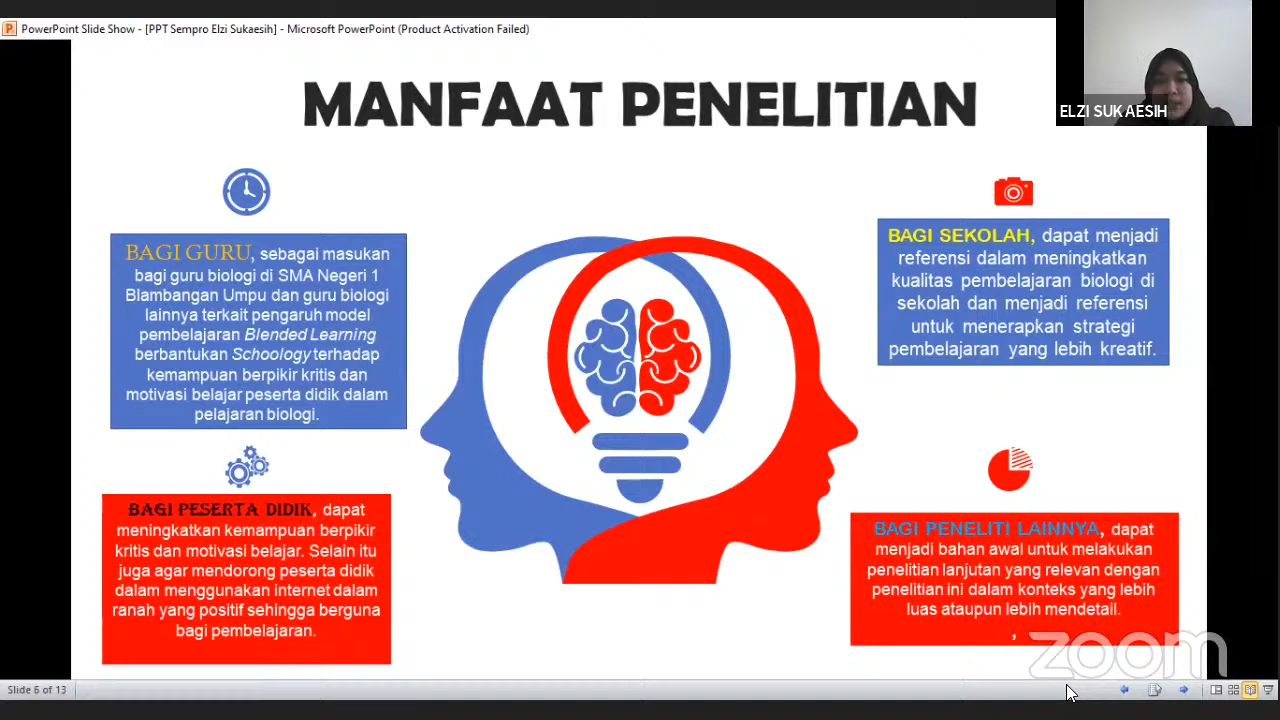 PowerPoint Slide Show - [PPT Sempro Elzi Sukaesih] - Microsoft PowerPoint (Product Activation Failed)
ELZI SUKAESIH
MANFAAT PENELITIAN
BAGI GURU, sebagai masukan
bagi guru biologi di SMA Negeri 1
Blambangan Umpu dan guru biologi
lainnya terkait pengaruh model
pembelajaran Blended Learning
berbantukan Schoology terhadap
kemampuan berpikir kritis dan
motivasi belajar peserta didik dalam
pelajaran biologi.
BAGI SEKOLAH, dapat menjadi
referensi dalam meningkatkan
kualitas pembelajaran biologi di
sekolah dan menjadi referensi
untuk menerapkan strategi
pembelajaran yang lebih kreatif.
BAGI PESERTA DIDIK, dapat
meningkatkan kemampuan berpikir
kritis dan motivasi belajar. Selain itu
juga agar mendorong peserta didik
dalam menggunakan internet dalam
ranah yang positif sehingga berguna
bagi pembelajaran.
BAGI PENELITI LAINNYA, dapat
menjadi bahan awal untuk melakukan
penelitian lanjutan yang relevan dengan
penelitian ini dalam konteks yang lebih
luas ataupun lebih mendetail.
,
zoom
Slide 6 of 13